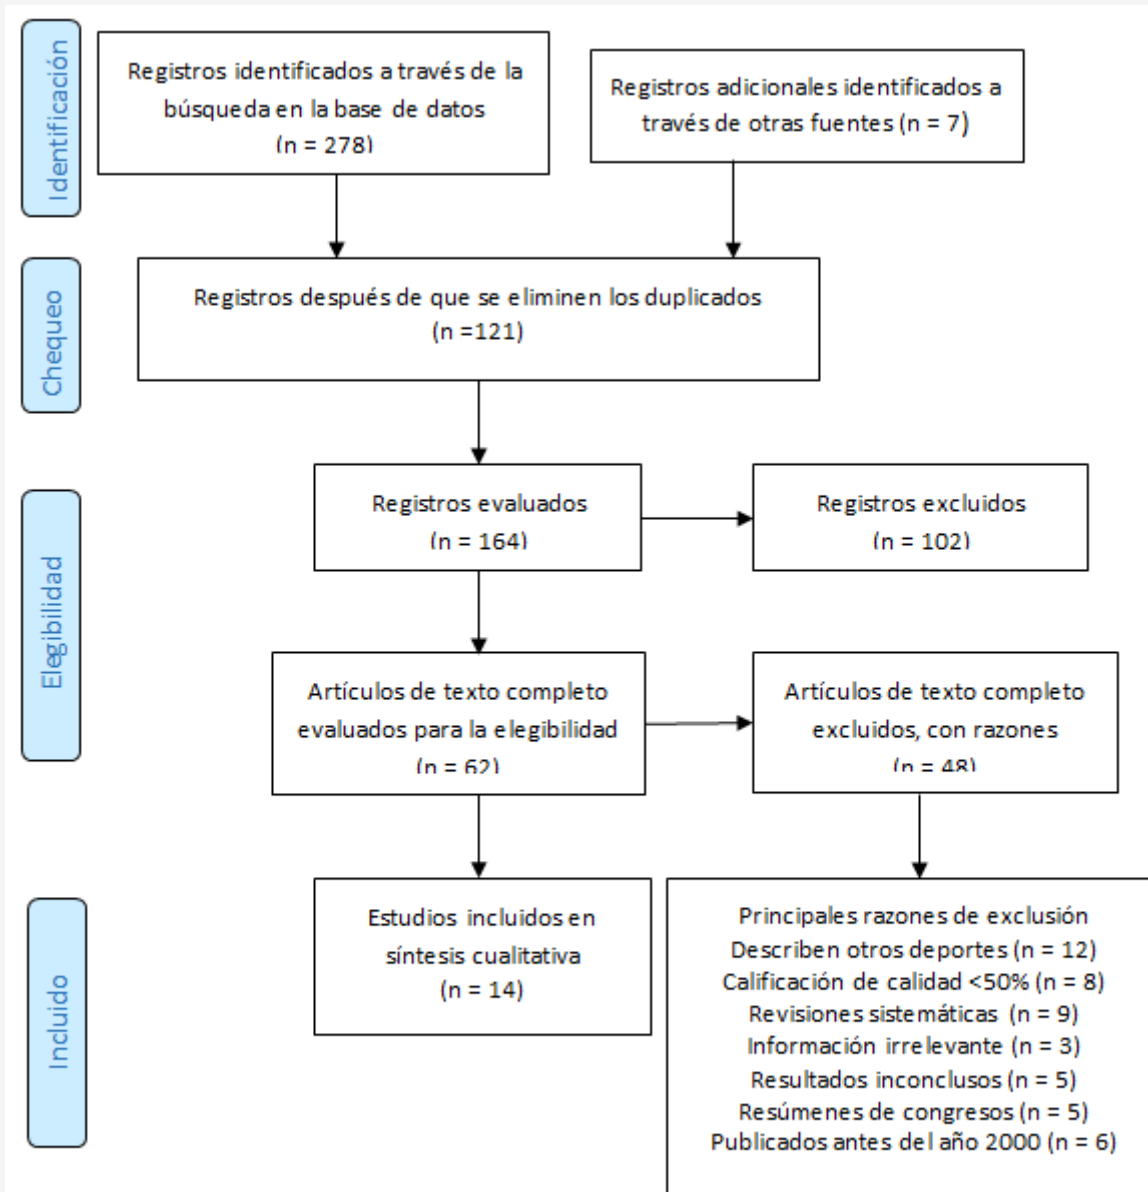 Identificación
Registros identificados a través de la
búsqueda en la base de datos
(n = 278)
Registros adicionales identificados a
través de otras fuentes (n = 7)
Chequeo
Registros después de que se eliminen los duplicados
(n =121)
Elegibilidad
Registros evaluados
(n = 164)
Registros excluidos
(n = 102)
Artículos de texto completo
evaluados para la elegibilidad
(n = 62)
Artículos de texto completo
excluidos, con razones
(n = 48)
Incluido
Estudios incluidos en
síntesis cualitativa
(n = 14)
Principales razones de exclusión
Describen otros deportes (n = 12)
Calificación de calidad <50% (n = 8)
Revisiones sistemáticas (n = 9)
Información irrelevante (n = 3)
Resultados inconclusos (n = 5)
Resúmenes de congresos (n = 5)
Publicados antes del año 2000 (n = 6)